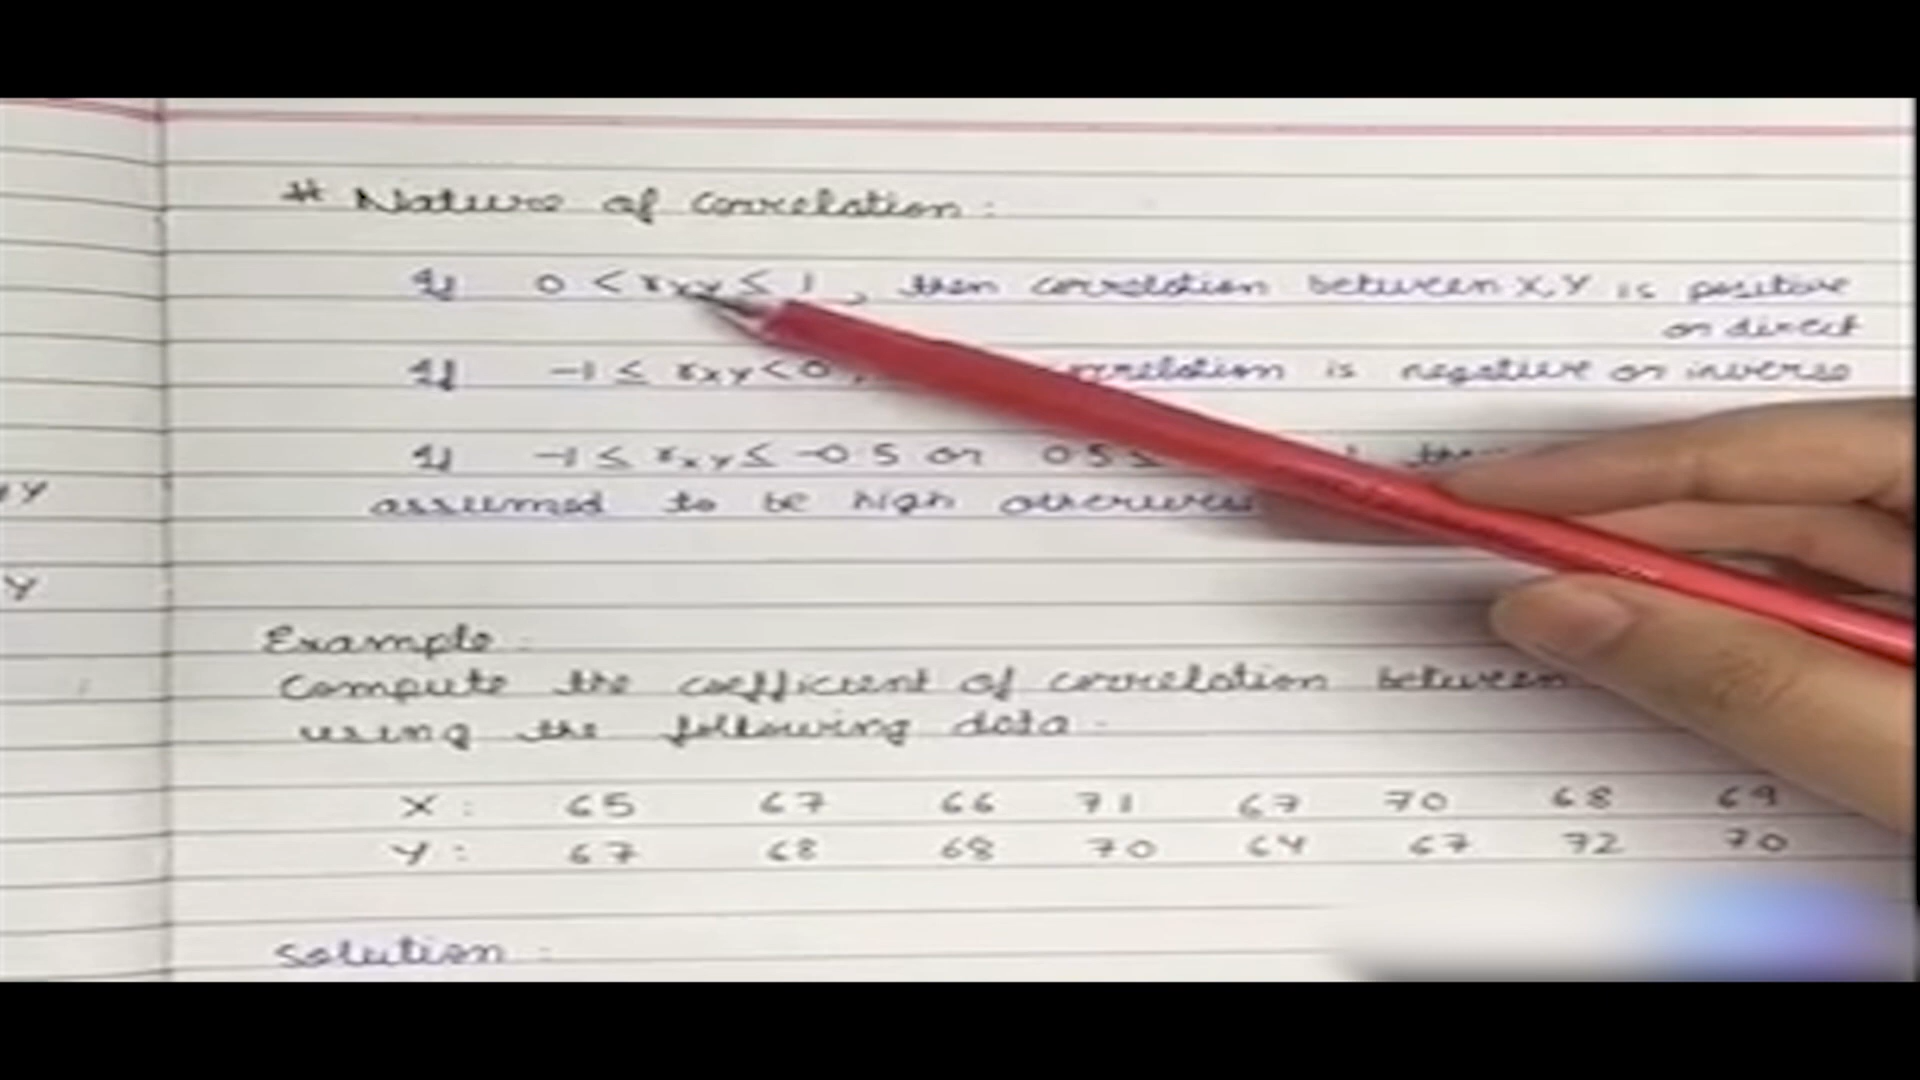 # Nature of correlation :
If 0 < rxy ≤ 1, then correlation between X,Y is positive
or direct
If -1 ≤ rxy < 0, correlation is negative or inverse
If -1 ≤ rxy ≤ -0.5 or 0.5 ≤
assumed to be high otherwise
Y
Y
Example :
Compute the coefficient of correlation between
using the following data.
X : 65 67 66 71 67 70 68 69
Y : 67 68 68 70 64 67 72 70
Solution :